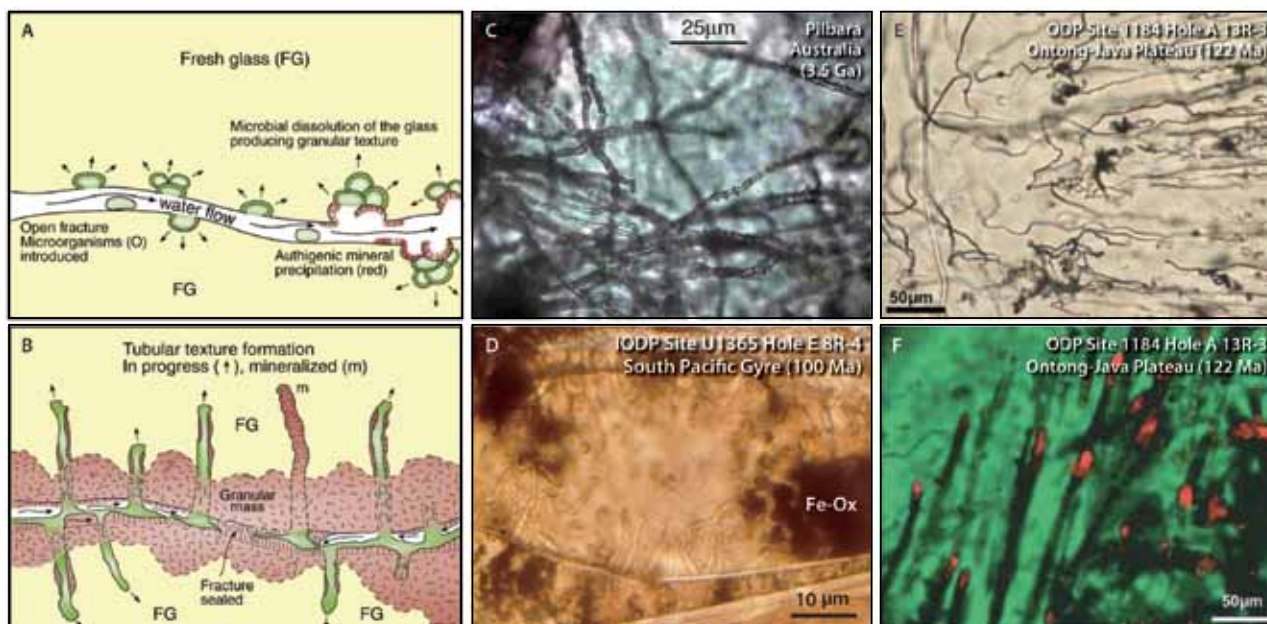 A
Fresh glass (FG)
Microbial dissolution of the glass
producing granular texture
water flow
Open fracture
Microorganisms (O)
introduced
Authigenic mineral
precipitation (red)
FG
B
Tubular texture formation
In progress (↑), mineralized (m)
m
FG
Granular
mass
Fracture
sealed
FG
FG
FG
C
25μm
Pilbara
Australia
(3.5 Ga)
D
IODP Site U1365 Hole E 8R-4
South Pacific Gyre (100 Ma)
Fe-Ox
10 μm
E
ODP Site 1184 Hole A 13R-3
Ontong-Java Plateau (122 Ma)
50μm
F
ODP Site 1184 Hole A 13R-3
Ontong-Java Plateau (122 Ma)
50μm